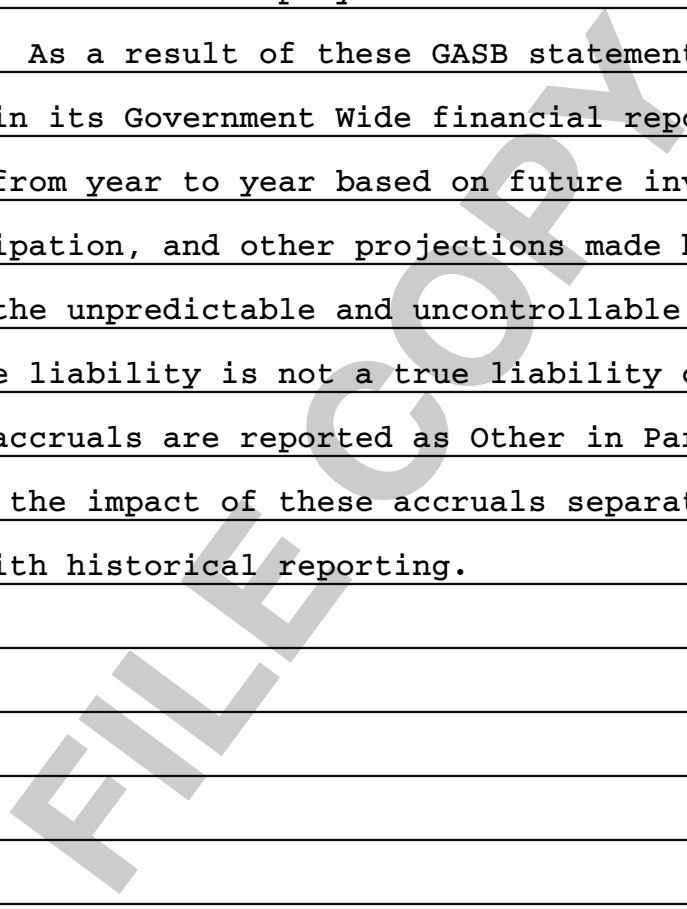 As a result of these GASB statement
in its Government Wide financial repo
from year to year based on future inv
ipation, and other projections made
the unpredictable and uncontrollable
e liability is not a true liability
accruals are reported as Other in Par
the impact of these accruals separat
ith historical reporting.
FILE COPY